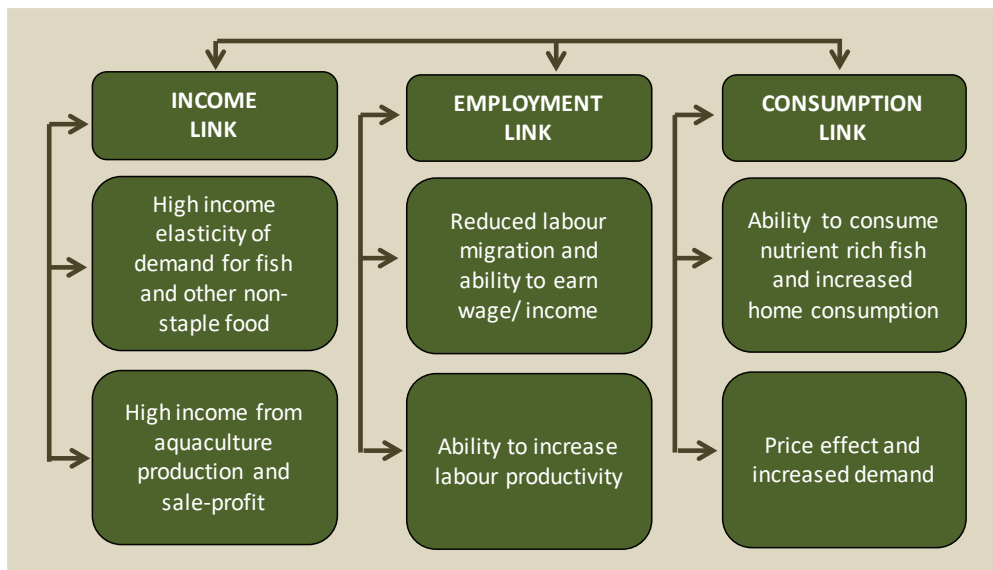 INCOME
LINK
High income
elasticity of
demand for fish
and other non-
staple food
High income from
aquaculture
production and
sale-profit
EMPLOYMENT
LINK
Reduced labour
migration and
ability to earn
wage/ income
Ability to increase
labour productivity
CONSUMPTION
LINK
Ability to consume
nutrient rich fish
and increased
home consumption
Price effect and
increased demand